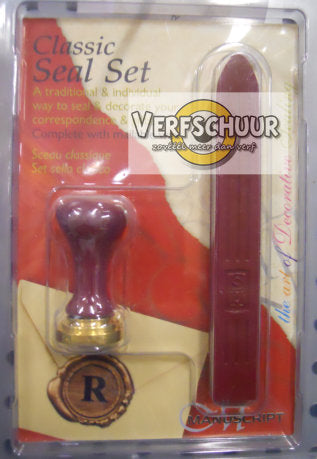 Classic
Seal Set
A traditional & individual
way to seal & decorate your
correspondence &
Complete with
Sceau classique
Set sello clásico
VERFSCHUUR
zoveel meer dan verf
the art of Decorative
R
MANUSCRIPT